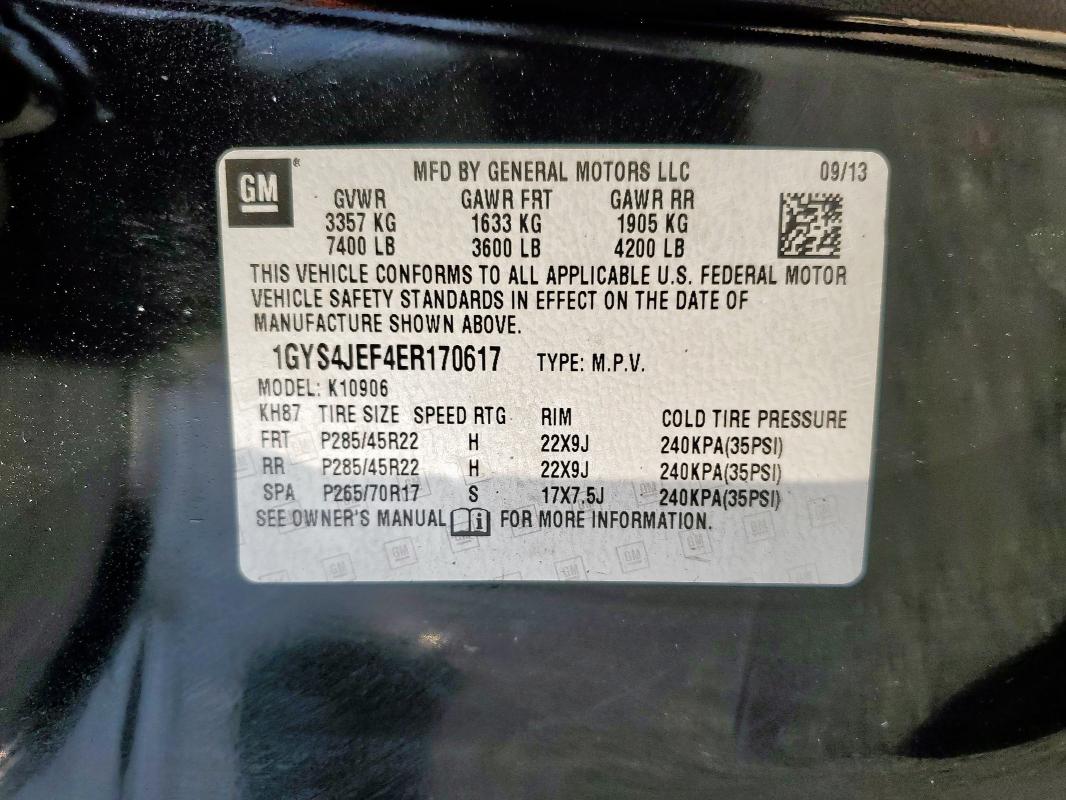 GM ® MFD BY GENERAL MOTORS LLC 09/13
GVWR GAWR FRT GAWR RR
3357 KG 1633 KG 1905 KG
7400 LB 3600 LB 4200 LB
THIS VEHICLE CONFORMS TO ALL APPLICABLE U.S. FEDERAL MOTOR
VEHICLE SAFETY STANDARDS IN EFFECT ON THE DATE OF
MANUFACTURE SHOWN ABOVE.
1GYS4JEF4ER170617 TYPE: M.P.V.
MODEL: K10906
KH87 TIRE SIZE SPEED RTG RIM COLD TIRE PRESSURE
FRT P285/45R22 H 22X9J 240KPA(35PSI)
RR P285/45R22 H 22X9J 240KPA(35PSI)
SPA P265/70R17 S 17X7.5J 240KPA(35PSI)
SEE OWNER'S MANUAL i FOR MORE INFORMATION.